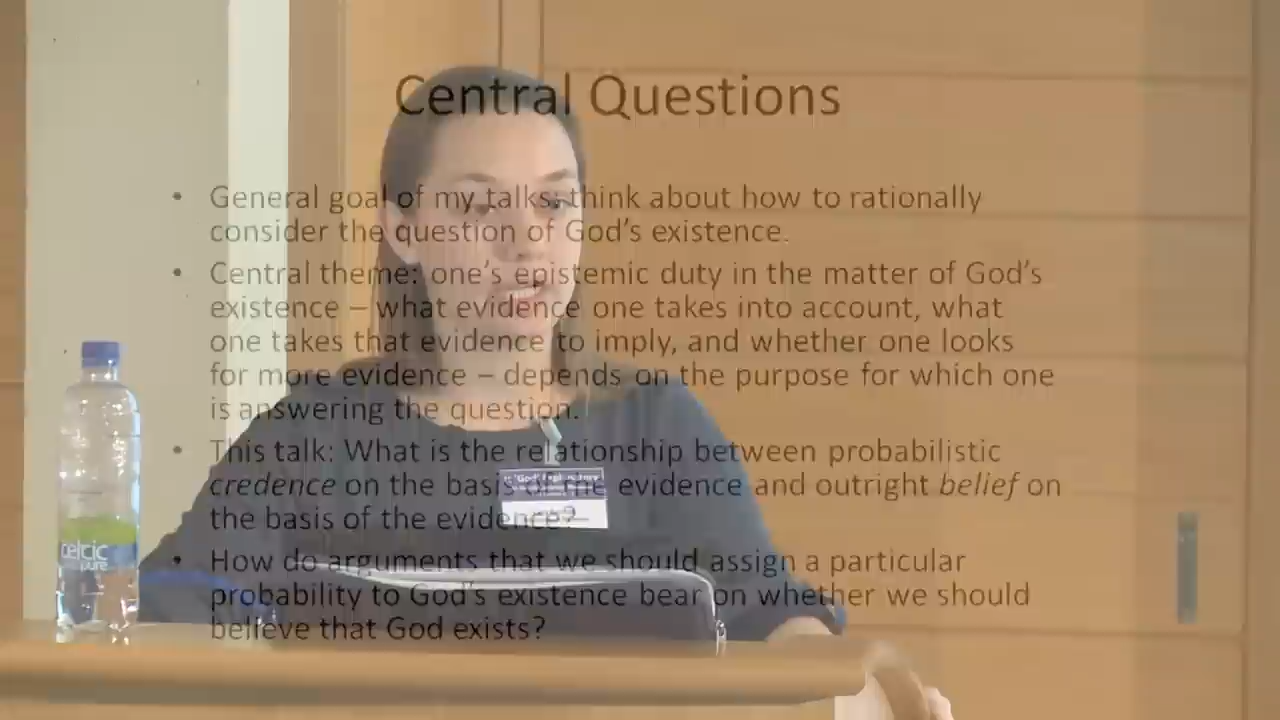 Central Questions
• General goal of my talks: think about how to rationally
consider the question of God's existence.
• Central theme: one's epistemic duty in the matter of God's
existence – what evidence one takes into account, what
one takes that evidence to imply, and whether one looks
for more evidence – depends on the purpose for which one
is answering the question.
• This talk: What is the relationship between probabilistic
credence on the basis of the evidence and outright belief on
the basis of the evidence?
• How do arguments that we should assign a particular
probability to God's existence bear on whether we should
believe that God exists?
celtic
pure